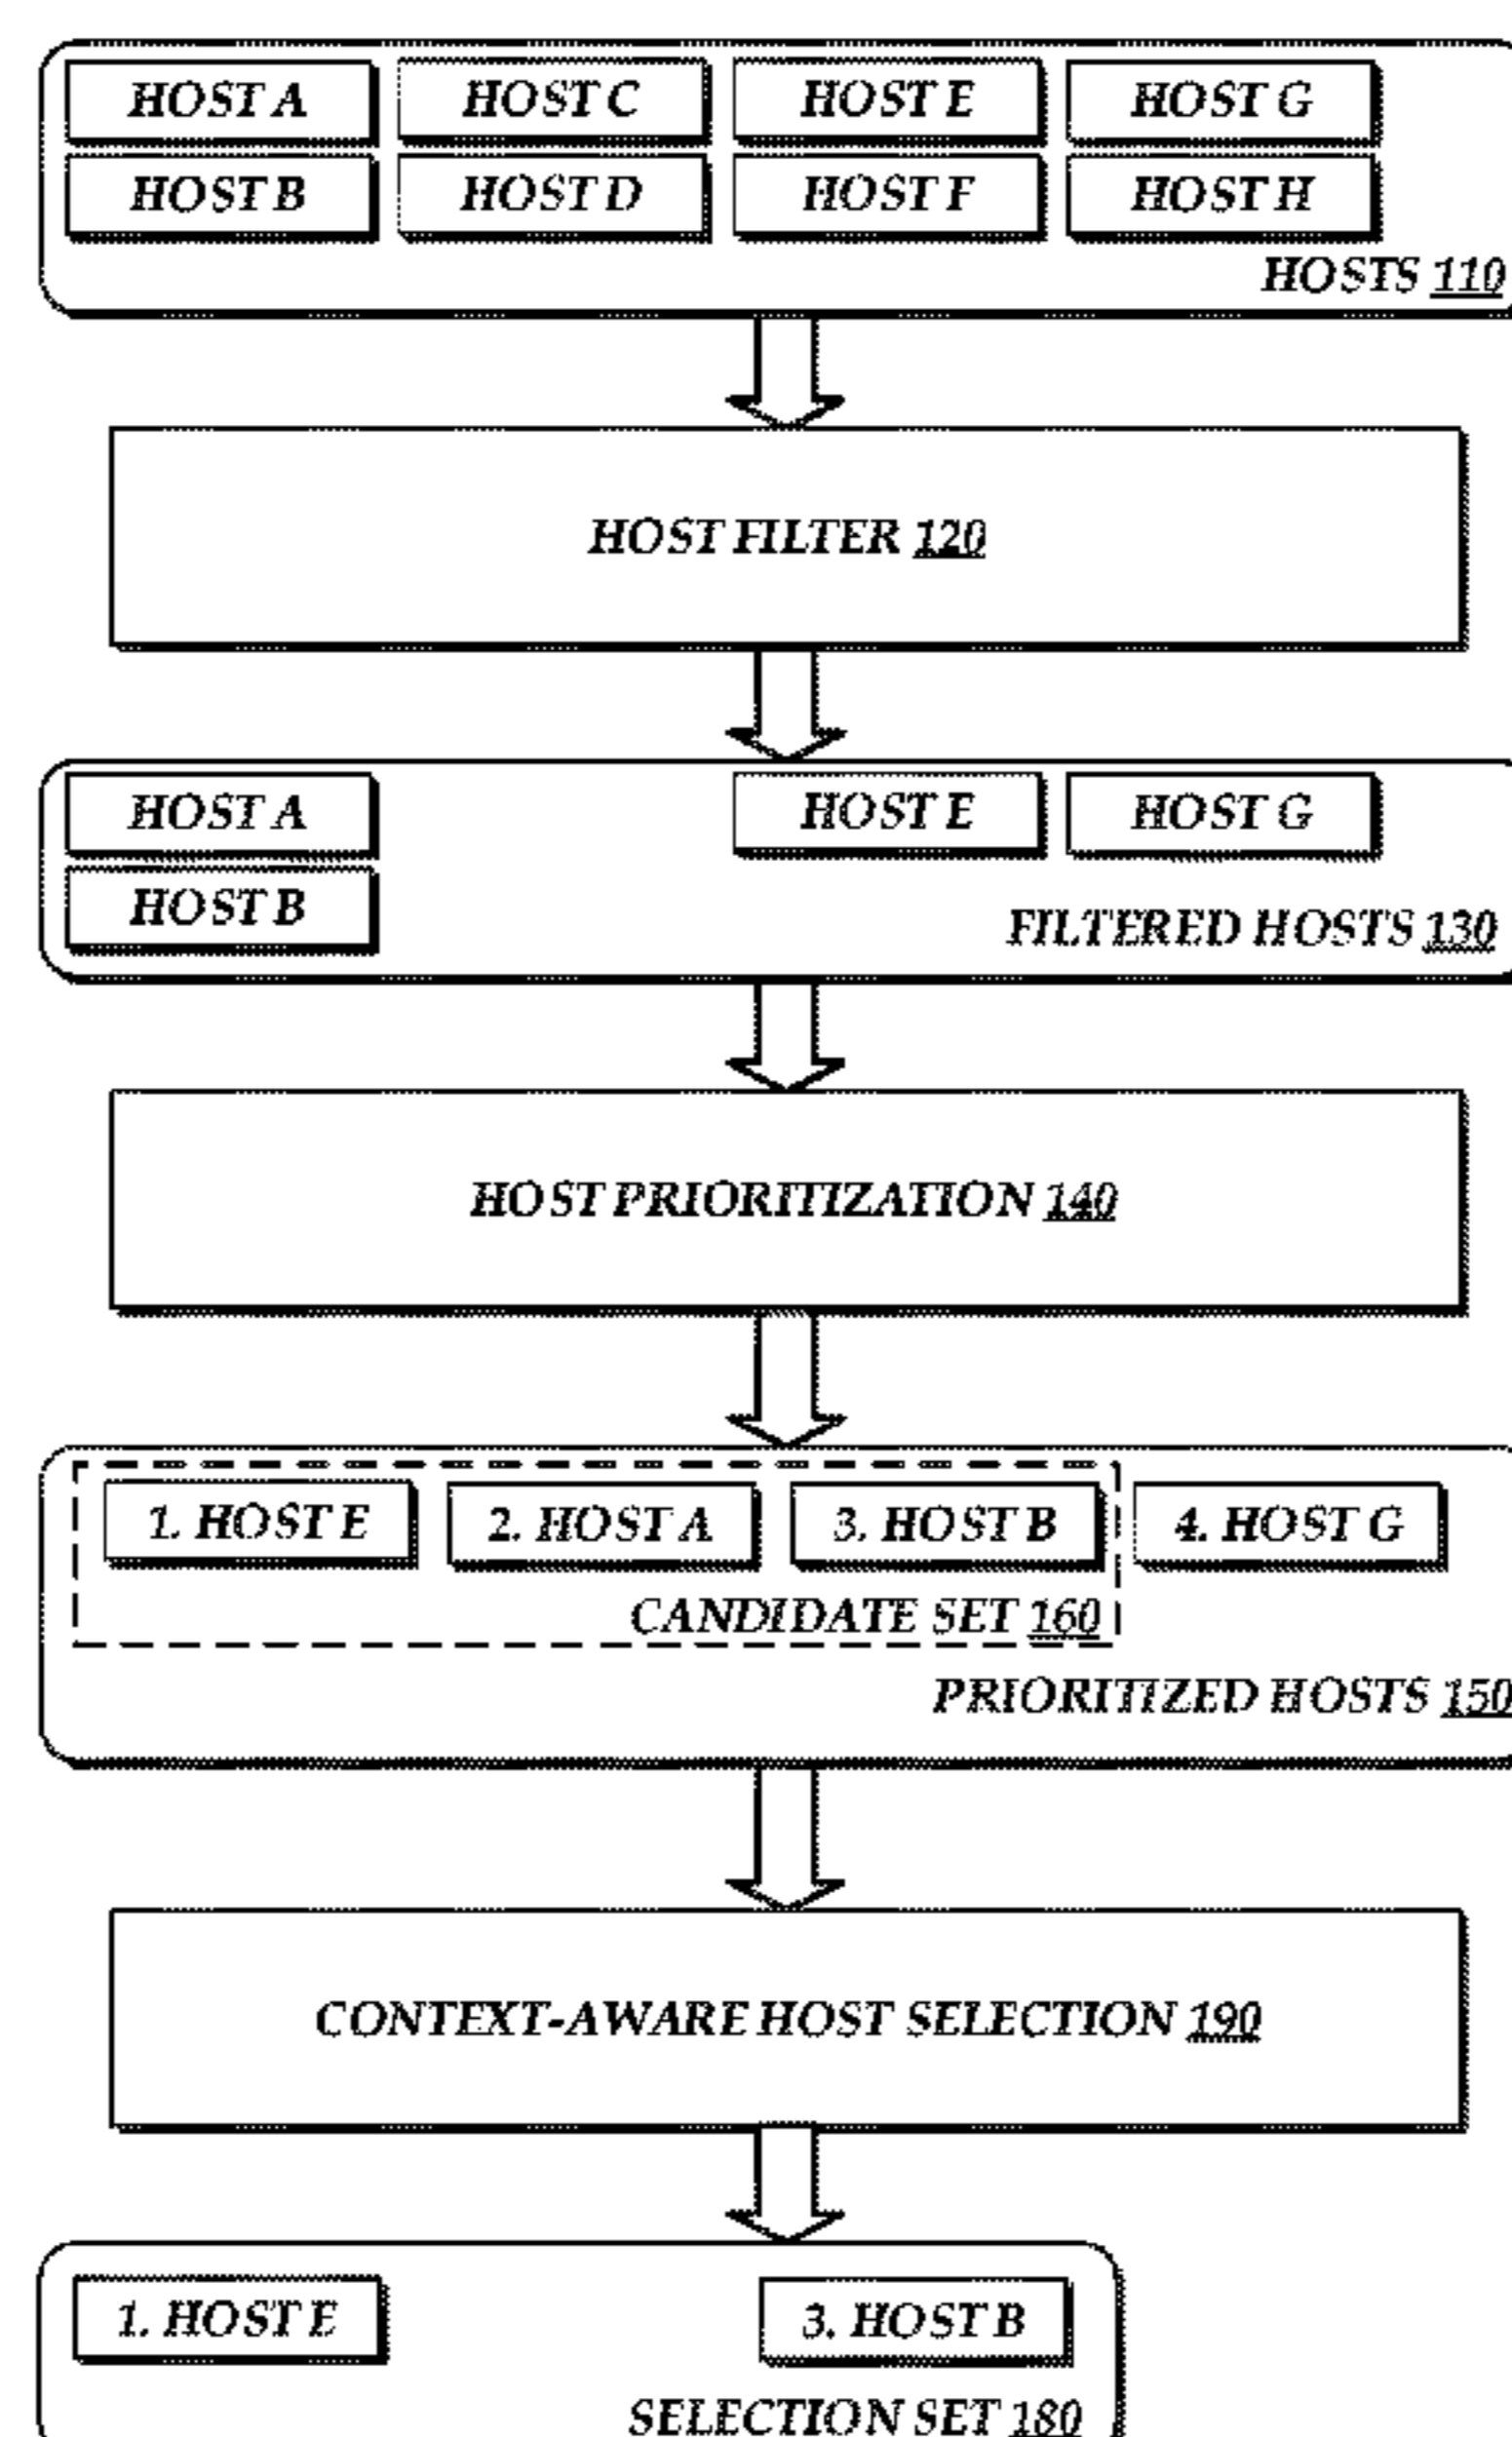 HOST A HOST C HOST E HOST G
HOST B HOST D HOST F HOST H
HOSTS 110
HOST FILTER 120
HOST A HOST E HOST G
HOST B
FILTERED HOSTS 130
HOST PRIORITIZATION 140
1. HOST E 2. HOST A 3. HOST B 4. HOST G
CANDIDATE SET 160
PRIORITIZED HOSTS 150
CONTEXT-AWARE HOST SELECTION 190
1. HOST E 3. HOST B
SELECTION SET 180